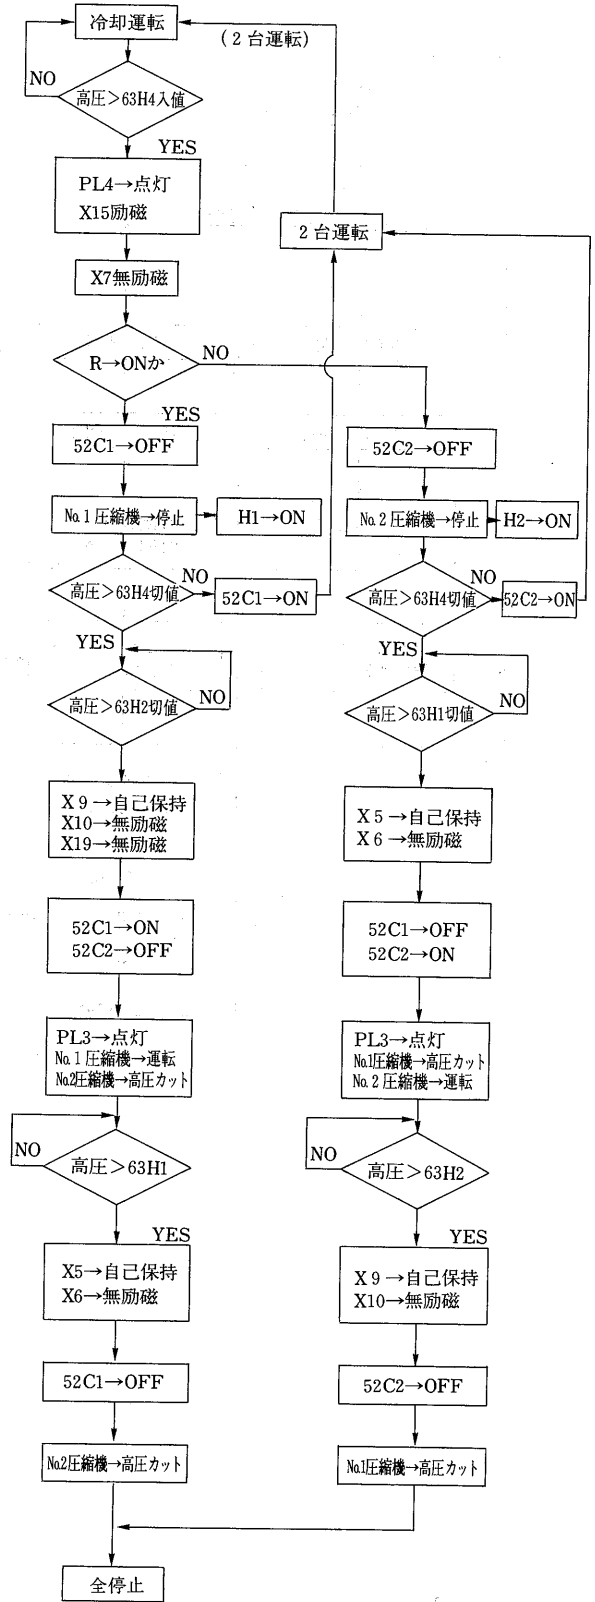 冷却運転
(2台運転)
NO
高圧>63H4入値
YES
PL4→点灯
X15励磁
2台運転
X7無励磁
R→ONか
NO
YES
52C1→OFF
No.1圧縮機→停止
H1→ON
高圧>63H4切値
NO
52C1→ON
YES
高圧>63H2切値
NO
X9→自己保持
X10→無励磁
X19→無励磁
52C1→ON
52C2→OFF
PL3→点灯
No.1圧縮機→運転
No.2圧縮機→高圧カット
NO
高圧>63H1
YES
X5→自己保持
X6→無励磁
52C1→OFF
No.2圧縮機→高圧カット
52C2→OFF
No.2圧縮機→停止
H2→ON
高圧>63H4切値
NO
52C2→ON
YES
高圧>63H1切値
NO
X5→自己保持
X6→無励磁
52C1→OFF
52C2→ON
PL3→点灯
No.1圧縮機→高圧カット
No.2圧縮機→運転
NO
高圧>63H2
YES
X9→自己保持
X10→無励磁
52C2→OFF
No.1圧縮機→高圧カット
全停止